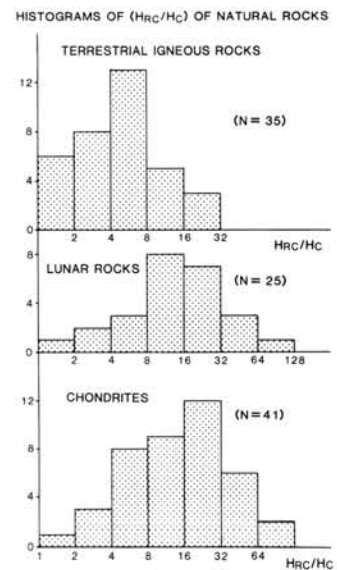 HISTOGRAMS OF (HRC/HC) OF NATURAL ROCKS
TERRESTRIAL IGNEOUS ROCKS
12
8
4
0
(N = 35)
2 4 8 16 32 HRC/HC
8
4
0
LUNAR ROCKS
(N = 25)
2 4 8 16 32 64 128
12
8
4
0
CHONDRITES
(N=41)
1 2 4 8 16 32 64 HRC/HC